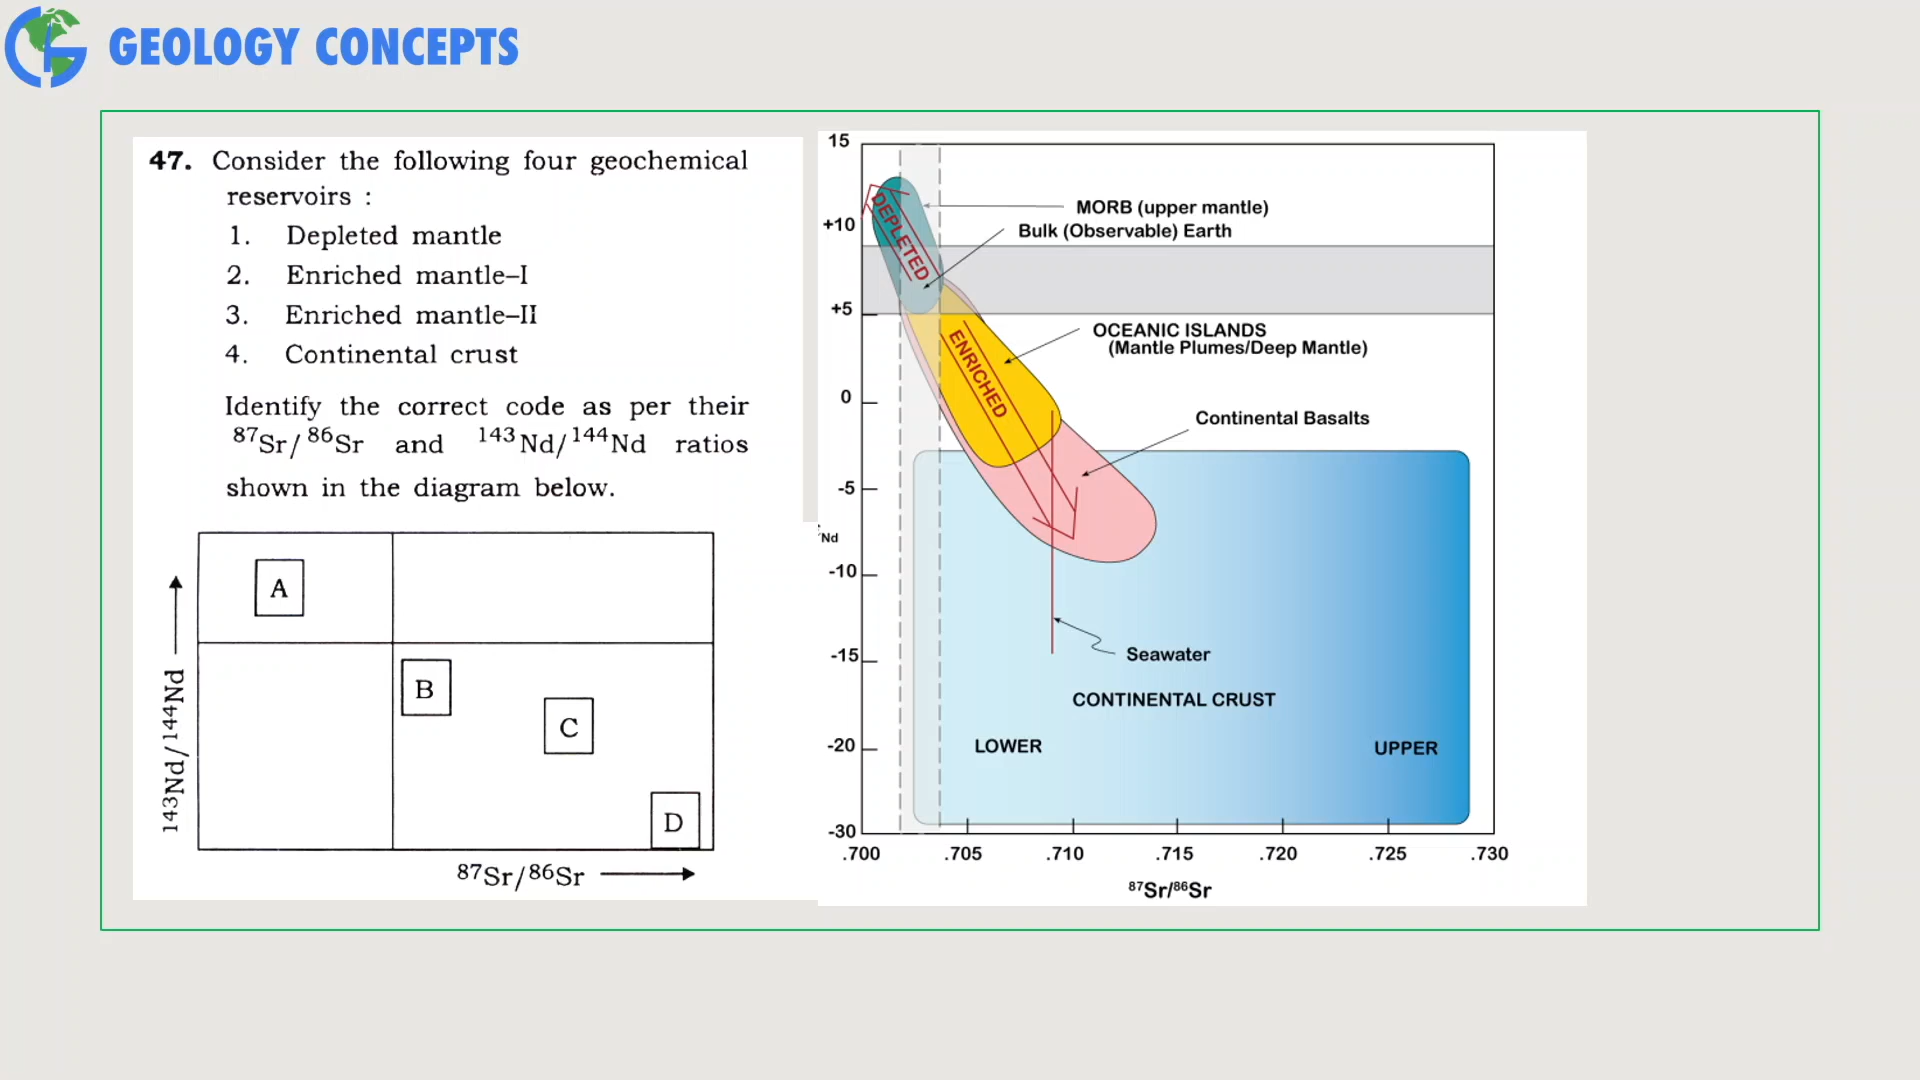 GEOLOGY CONCEPTS
47. Consider the following four geochemical
reservoirs :
1. Depleted mantle
2. Enriched mantle–I
3. Enriched mantle–II
4. Continental crust
Identify the correct code as per their
⁸⁷Sr/⁸⁶Sr and ¹⁴³Nd/¹⁴⁴Nd ratios
shown in the diagram below.
A
B
C
D
¹⁴³Nd/¹⁴⁴Nd
⁸⁷Sr/⁸⁶Sr
15
+10
+5
0
-5
Nd
-10
-15
-20
-30
DEPLETED
MORB (upper mantle)
Bulk (Observable) Earth
ENRICHED
OCEANIC ISLANDS
(Mantle Plumes/Deep Mantle)
Continental Basalts
Seawater
CONTINENTAL CRUST
LOWER
UPPER
.700 .705 .710 .715 .720 .725 .730
⁸⁷Sr/⁸⁶Sr